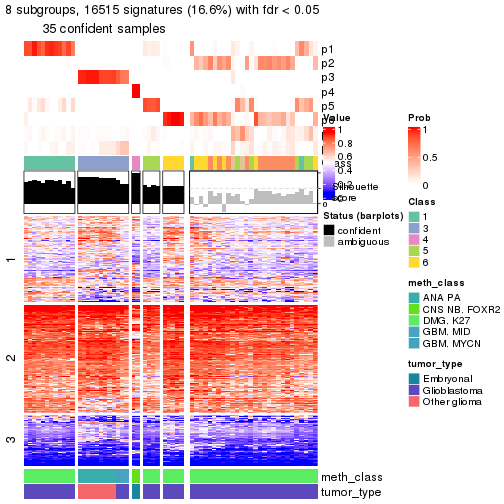 8 subgroups, 16515 signatures (16.6%) with fdr < 0.05
35 confident samples
p1
p2
p3
p4
p5
Value
1
0.8
0.6
0.4
0
Silhouette
score
Status (barplots)
confident
ambiguous
Prob
1
0.5
0
Class
1
3
4
5
6
meth_class
ANA PA
CNS NB. FOXR2
DMG. K27
GBM. MID
GBM. MYCN
tumor_type
Embryonal
Glioblastoma
Other glioma
1
2
3
meth_class
tumor_type